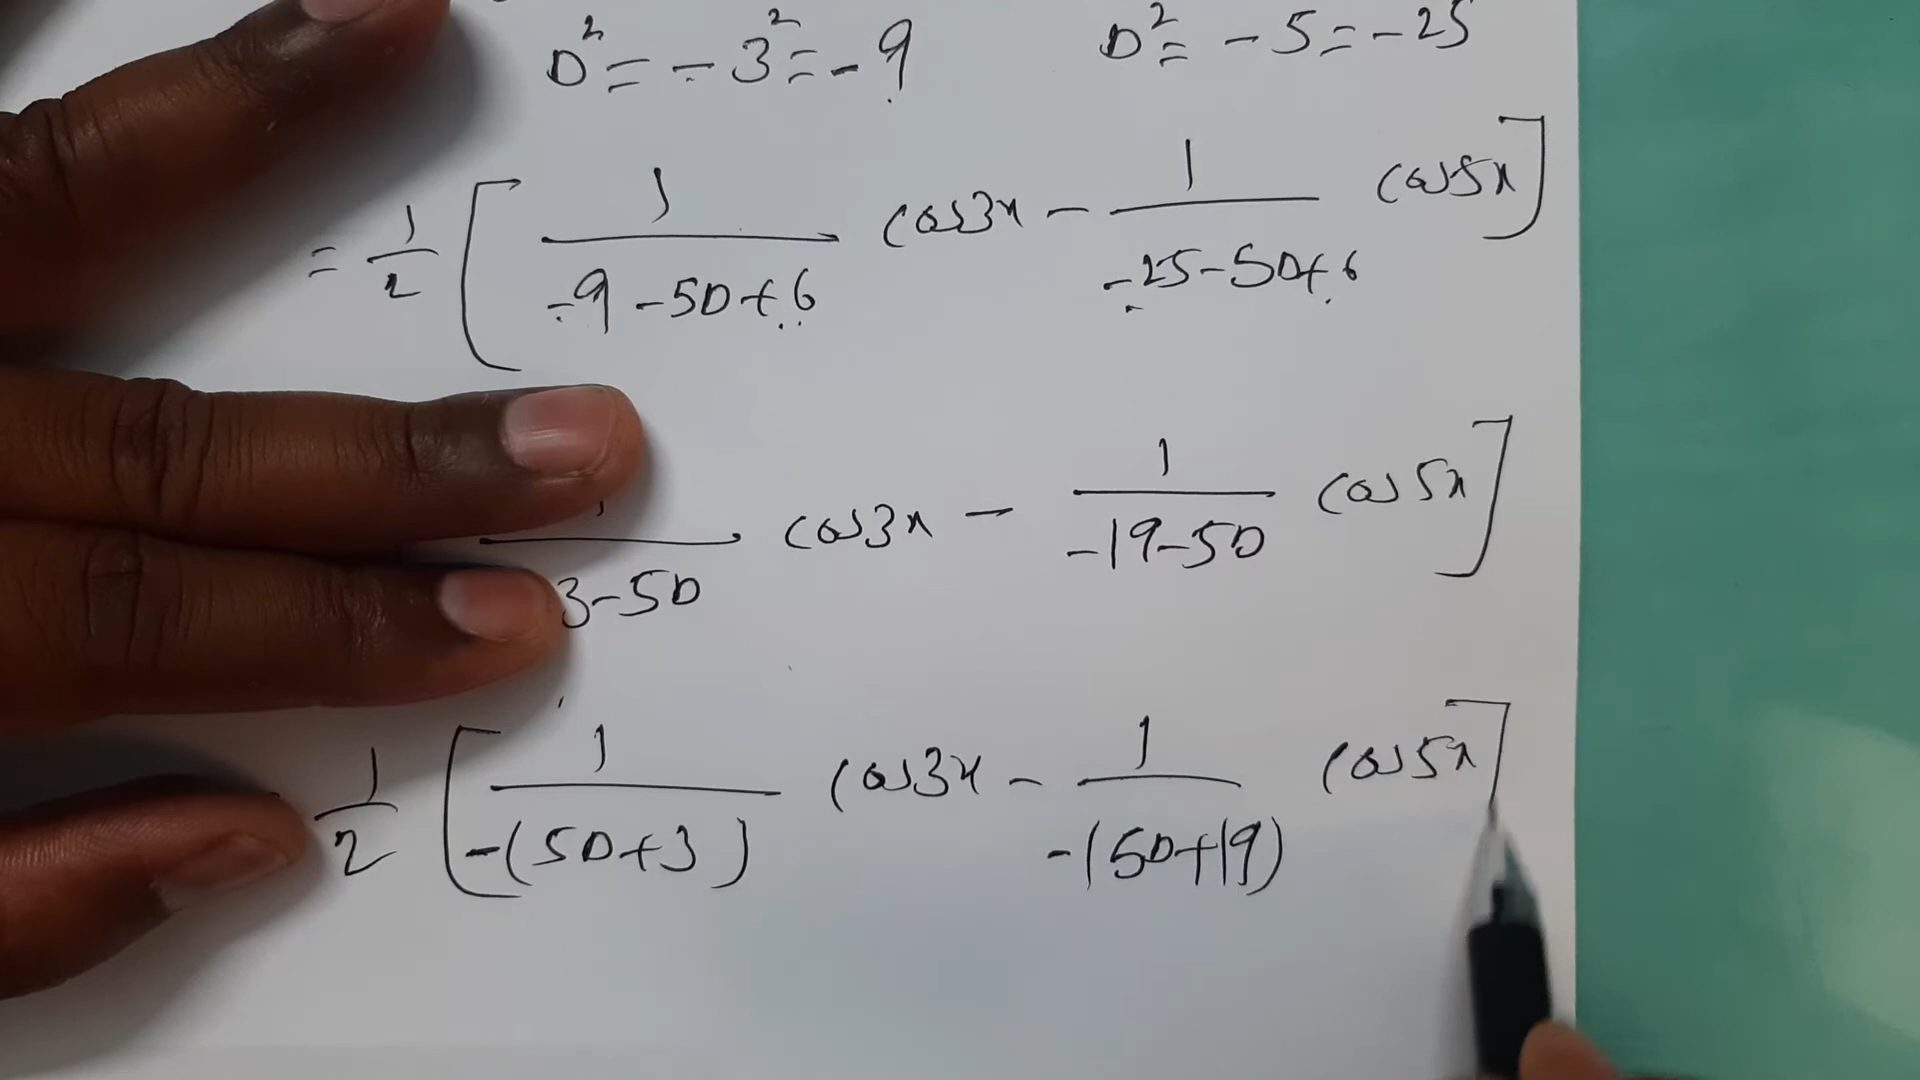 D² = -3² = -9    D² = -5 = -25
= 1/2 [ 1/(-9-5D+6) cos3x - 1/(-25-5D+6) cos5x ]
1/(3-5D) cos3x - 1/(-19-5D) cos5x ]
1/2 [ 1/(-(5D+3)) cos3x - 1/(-(5D+19)) cos5x ]